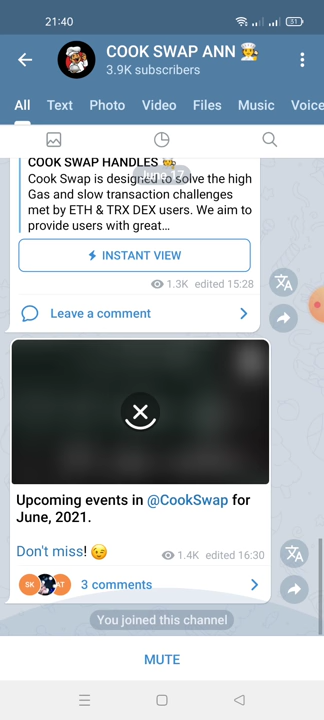 21:40
51
COOK SWAP ANN
3.9K subscribers
All Text Photo Video Files Music Voice
COOK SWAP HANDLES
June 17
Cook Swap is designed to solve the high
Gas and slow transaction challenges
met by ETH & TRX DEX users. We aim to
provide users with great...
INSTANT VIEW
1.3K edited 15:28
Leave a comment
Upcoming events in @CookSwap for
June, 2021.
Don't miss! 😉
1.4K edited 16:30
SK AT 3 comments
You joined this channel
MUTE